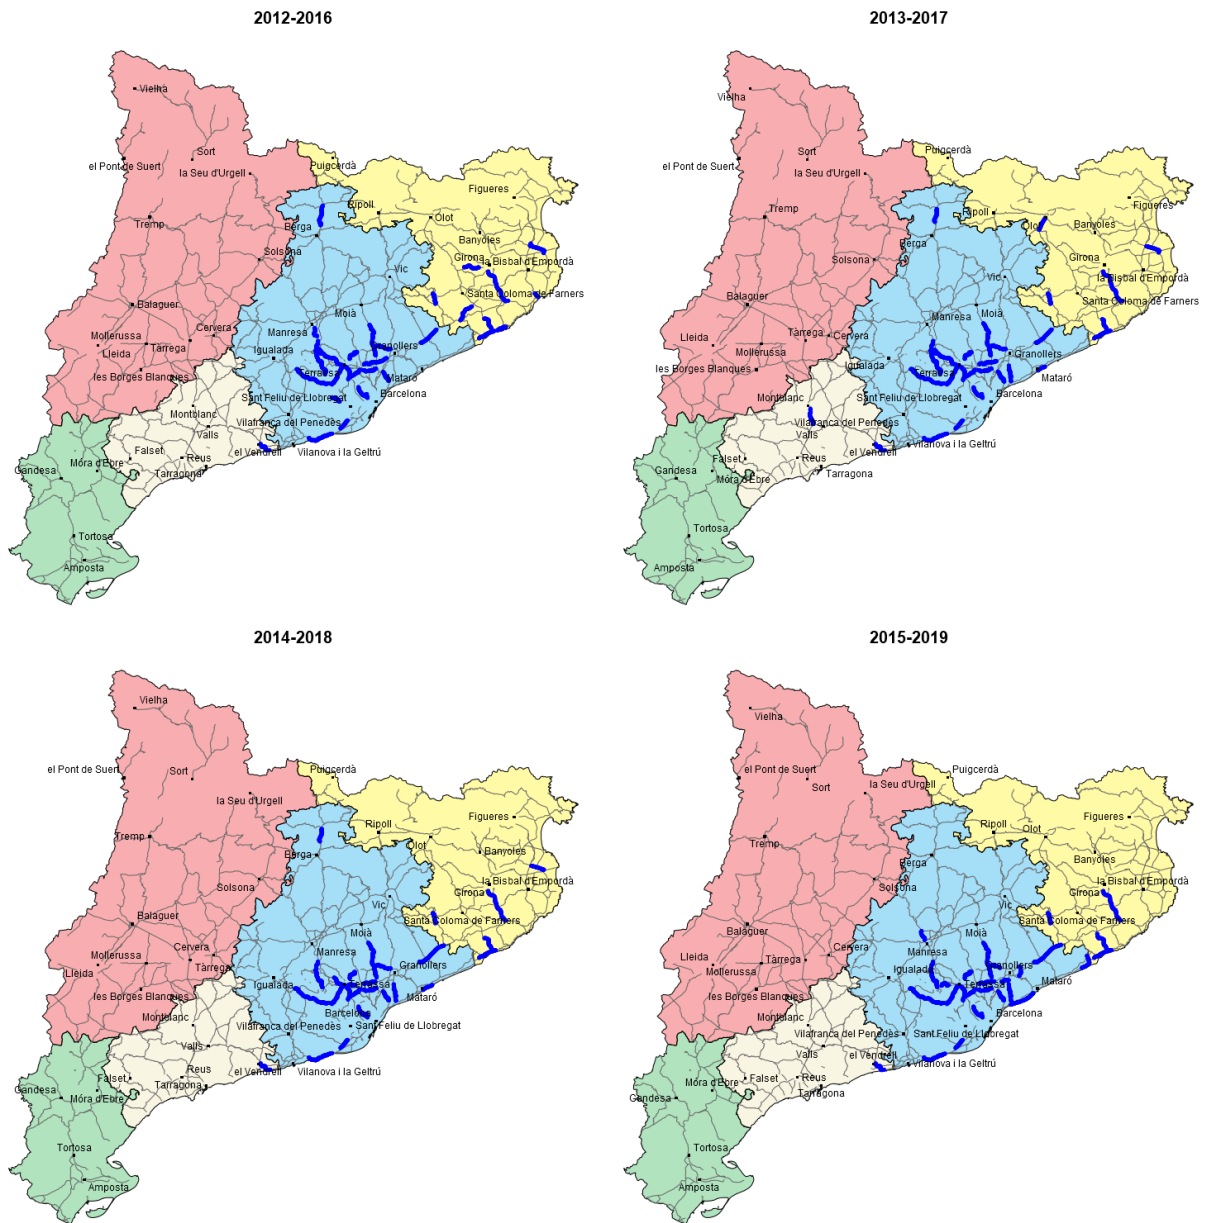 2012-2016
2013-2017
Vielha
el Pont de Suert
Sort
la Seu d'Urgell
Puigcerdà
Figueres
Tremp
Ripoll
Olot
Berga
Banyoles
Solsona
Girona
la Bisbal d'Empordà
Vic
Balaguer
Santa Coloma de Farners
Moià
Manresa
Cervera
Mollerussa
Tàrrega
Lleida
Igualada
Granollers
les Borges Blanques
Terrassa
Mataró
Sant Feliu de Llobregat
Barcelona
Montblanc
Vilafranca del Penedès
Valls
Falset
Reus
el Vendrell
Vilanova i la Geltrú
Móra d'Ebre
Gandesa
Tarragona
Tortosa
Amposta
Vielha
el Pont de Suert
Sort
la Seu d'Urgell
Puigcerdà
Figueres
Tremp
Ripoll
Olot
Berga
Banyoles
Solsona
Girona
la Bisbal d'Empordà
Vic
Balaguer
Santa Coloma de Farners
Moià
Manresa
Tàrrega
Cervera
Lleida
Mollerussa
Granollers
Igualada
les Borges Blanques
Terrassa
Mataró
Montblanc
Sant Feliu de Llobregat
Barcelona
Vilafranca del Penedès
Valls
Vilanova i la Geltrú
Falset
Reus
el Vendrell
Gandesa
Móra d'Ebre
Tarragona
Tortosa
Amposta
2014-2018
2015-2019
Vielha
el Pont de Suert
Sort
la Seu d'Urgell
Puigcerdà
Figueres
Tremp
Ripoll
Olot
Berga
Banyoles
Solsona
Girona
la Bisbal d'Empordà
Vic
Balaguer
Santa Coloma de Farners
Moià
Cervera
Manresa
Mollerussa
Tàrrega
Lleida
Granollers
Igualada
Terrassa
les Borges Blanques
Mataró
Montblanc
Barcelona
Vilafranca del Penedès
Sant Feliu de Llobregat
Valls
Reus
el Vendrell
Vilanova i la Geltrú
Falset
Tarragona
Gandesa
Móra d'Ebre
Tortosa
Amposta
Vielha
el Pont de Suert
Sort
la Seu d'Urgell
Puigcerdà
Figueres
Tremp
Ripoll
Olot
Berga
Banyoles
Solsona
Girona
la Bisbal d'Empordà
Vic
Santa Coloma de Farners
Balaguer
Moià
Manresa
Cervera
Lleida
Tàrrega
Mollerussa
Igualada
Granollers
Mataró
Terrassa
les Borges Blanques
Montblanc
Barcelona
Vilafranca del Penedès
Sant Feliu de Llobregat
Valls
el Vendrell
Vilanova i la Geltrú
Falset
Reus
Móra d'Ebre
Tarragona
Gandesa
Tortosa
Amposta